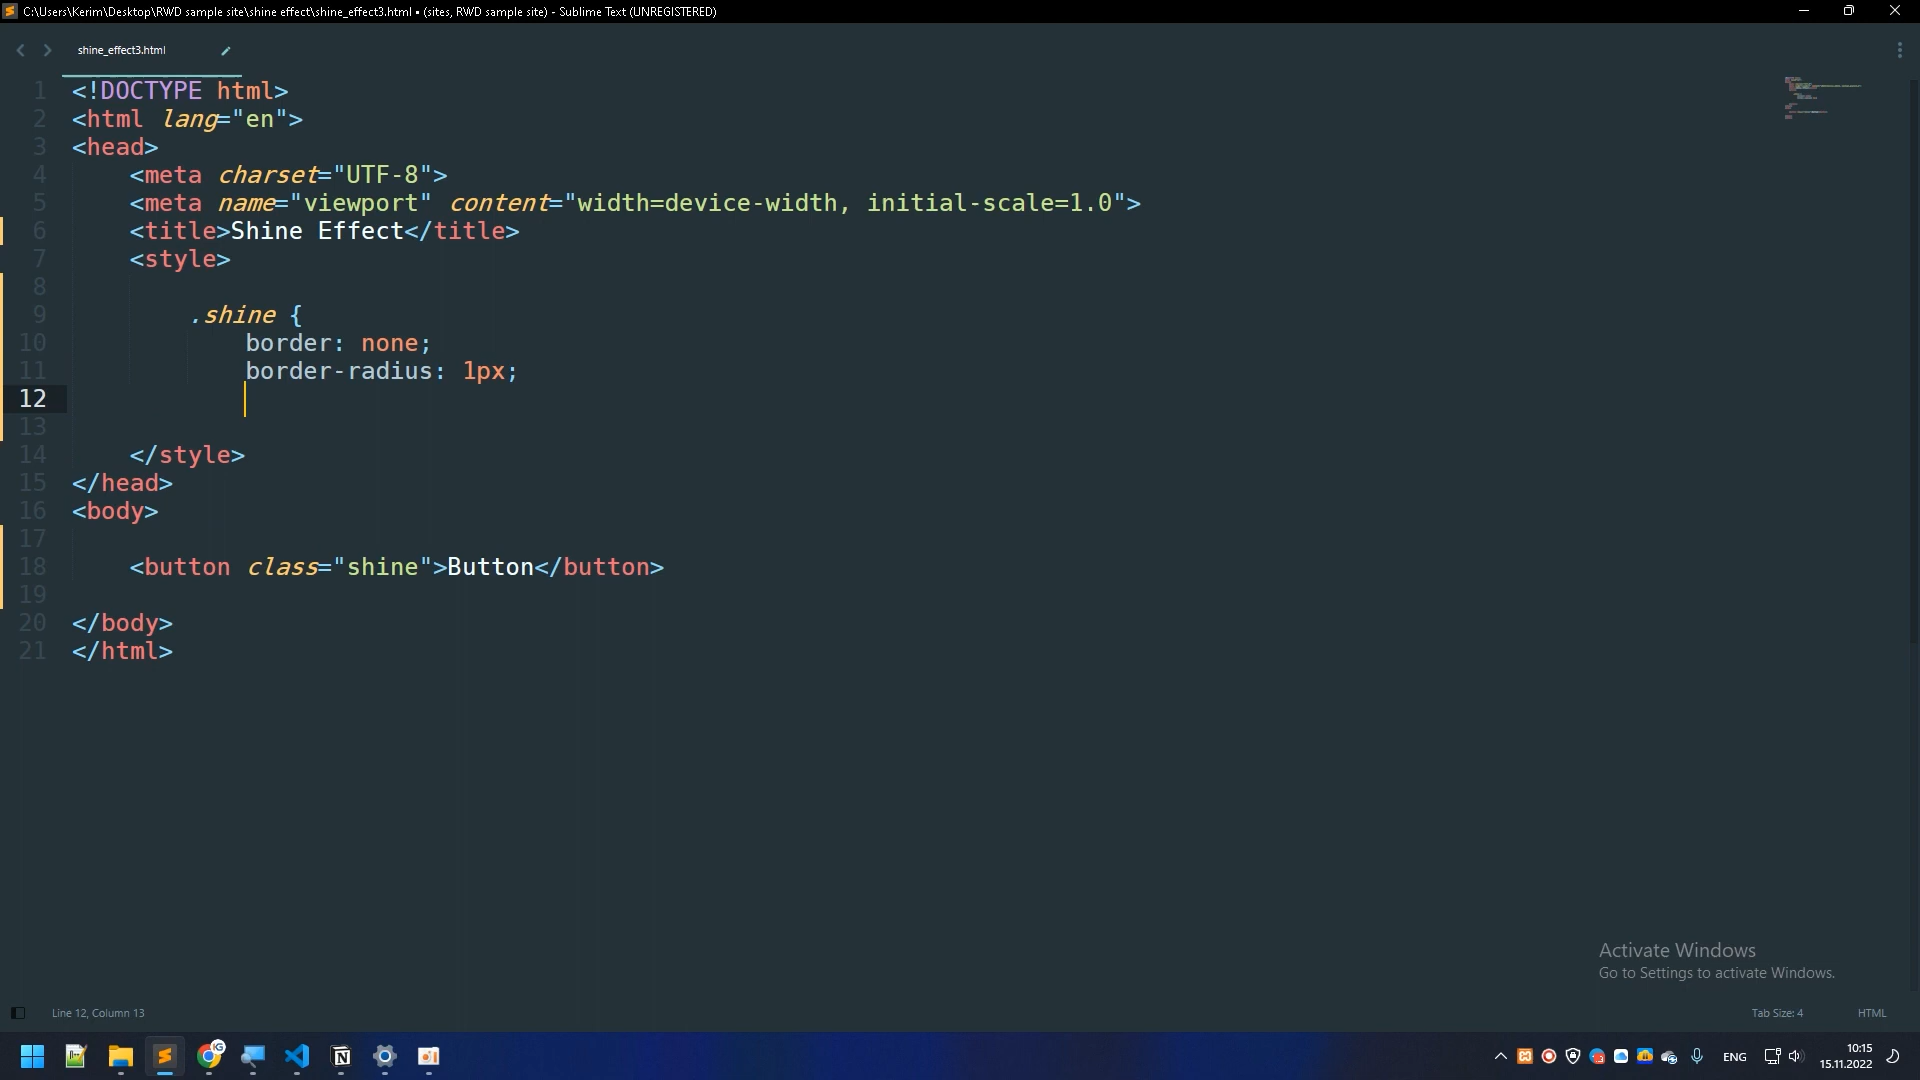 C:\Users\Kerim\Desktop\RWD sample site\shine effect\shine_effect3.html • (sites, RWD sample site) - Sublime Text (UNREGISTERED)
shine_effect3.html
1 <!DOCTYPE html>
2 <html lang="en">
3 <head>
4 <meta charset="UTF-8">
5 <meta name="viewport" content="width=device-width, initial-scale=1.0">
6 <title>Shine Effect</title>
7 <style>
8
9 .shine {
10 border: none;
11 border-radius: 1px;
12
13
14 </style>
15 </head>
16 <body>
17
18 <button class="shine">Button</button>
19
20 </body>
21 </html>
Activate Windows
Go to Settings to activate Windows.
Line 12, Column 13
Tab Size: 4
HTML
ENG
10:15
15.11.2022